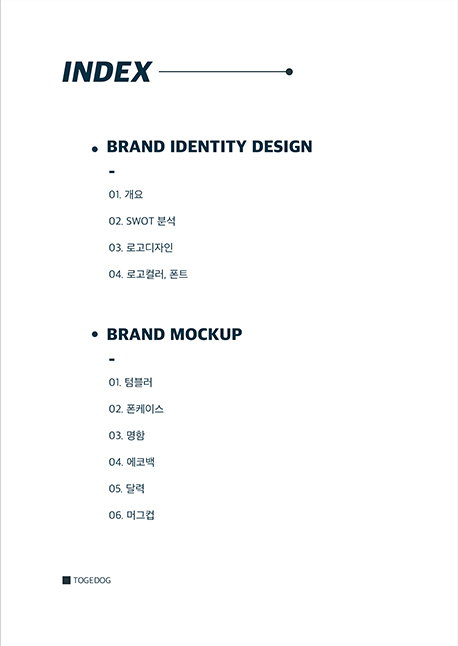 INDEX
BRAND IDENTITY DESIGN
-
01. 개요
02. SWOT 분석
03. 로고디자인
04. 로고컬러, 폰트
BRAND MOCKUP
-
01. 텀블러
02. 폰케이스
03. 명함
04. 에코백
05. 달력
06. 머그컵
TOGEDOG